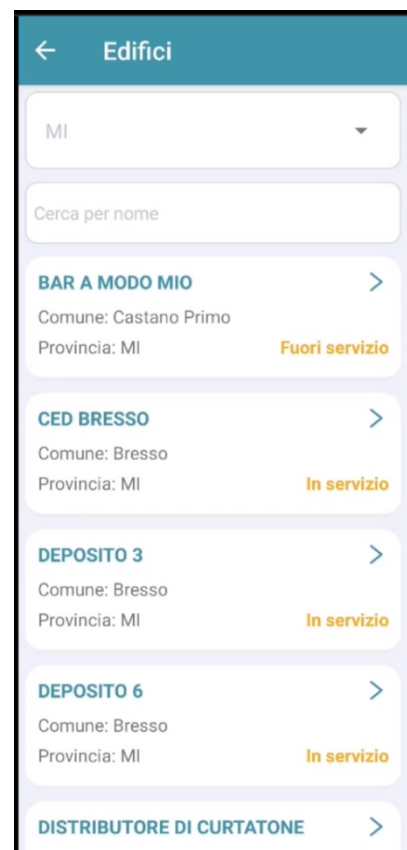 Edifici
MI
Cerca per nome
BAR A MODO MIO
Comune: Castano Primo
Provincia: MI Fuori servizio
CED BRESSO
Comune: Bresso
Provincia: MI In servizio
DEPOSITO 3
Comune: Bresso
Provincia: MI In servizio
DEPOSITO 6
Comune: Bresso
Provincia: MI In servizio
DISTRIBUTORE DI CURTATONE